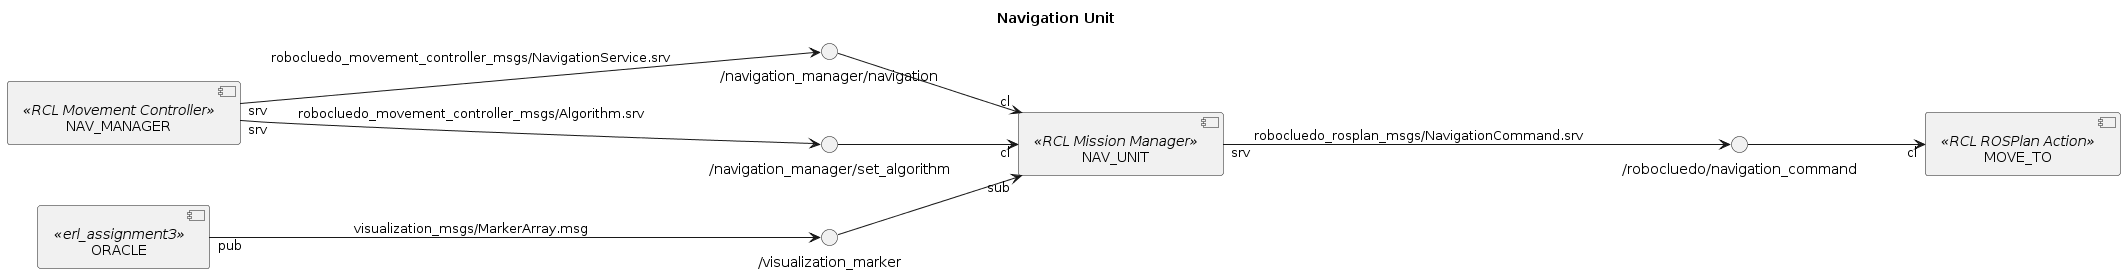 Navigation Unit
robocluedo_movement_controller_msgs/NavigationService.srv
/navigation_manager/navigation
«RCL Movement Controller»
NAV_MANAGER
srv
srv
robocluedo_movement_controller_msgs/Algorithm.srv
/navigation_manager/set_algorithm
cl
cl
sub
«RCL Mission Manager»
NAV_UNIT
srv
robocluedo_rosplan_msgs/NavigationCommand.srv
/robocluedo/navigation_command
cl
«RCL ROSPlan Action»
MOVE_TO
«erl_assignment3»
ORACLE
pub
visualization_msgs/MarkerArray.msg
/visualization_marker